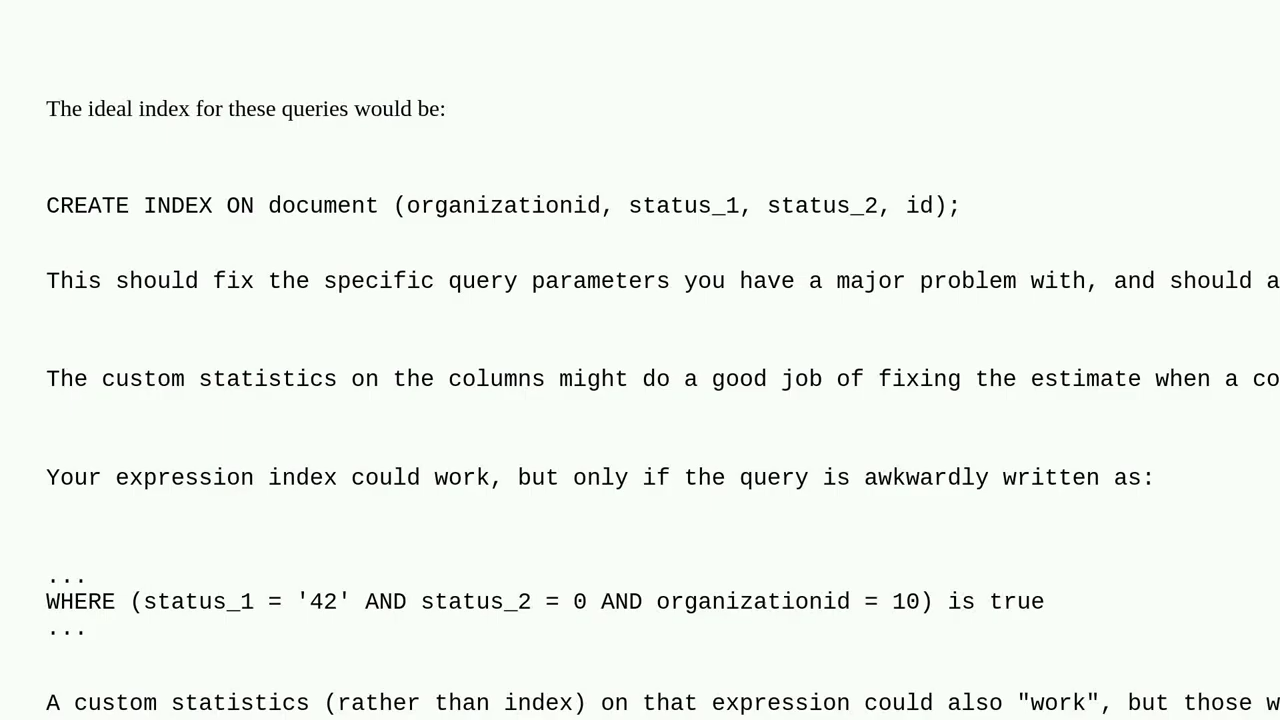 The ideal index for these queries would be:
CREATE INDEX ON document (organizationid, status_1, status_2, id);
This should fix the specific query parameters you have a major problem with, and should a
The custom statistics on the columns might do a good job of fixing the estimate when a co
Your expression index could work, but only if the query is awkwardly written as:
...
WHERE (status_1 = '42' AND status_2 = 0 AND organizationid = 10) is true
...
A custom statistics (rather than index) on that expression could also "work", but those w